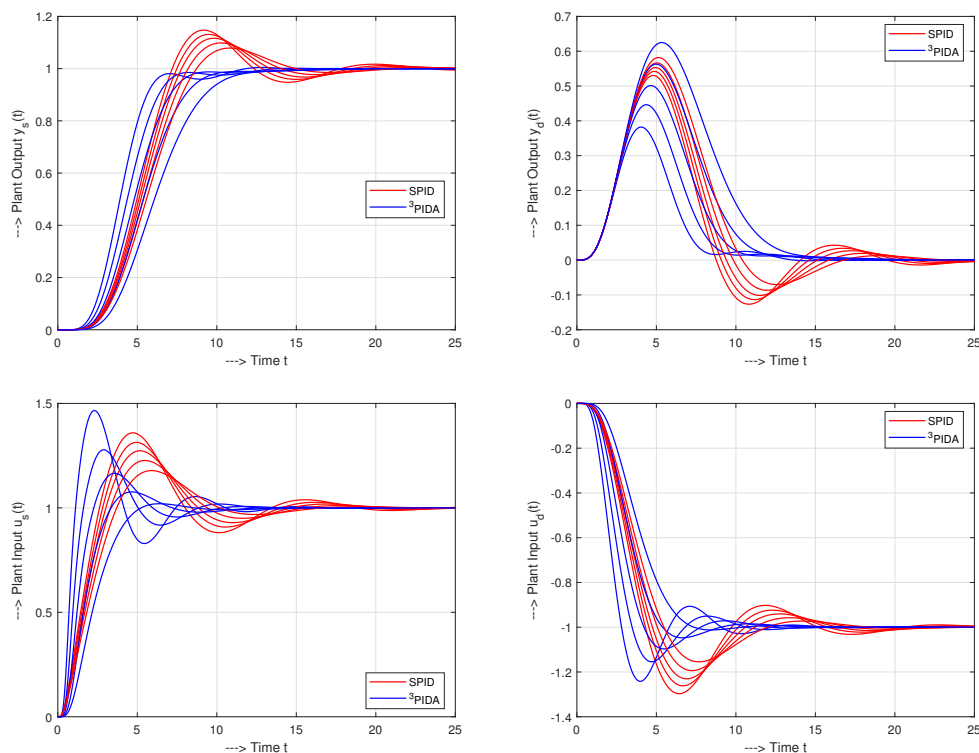 1.2
1
0.8
0.6
0.4
0.2
0
0 5 10 15 20 25
---> Time t
---> Plant Output y_s(t)
SPID
³PIDA
0.7
0.6
0.5
0.4
0.3
0.2
0.1
0
-0.1
-0.2
0 5 10 15 20 25
---> Time t
---> Plant Output y_d(t)
SPID
³PIDA
1.5
1
0.5
0
0 5 10 15 20 25
---> Time t
---> Plant Input u_s(t)
SPID
³PIDA
0
-0.2
-0.4
-0.6
-0.8
-1
-1.2
-1.4
0 5 10 15 20 25
---> Time t
---> Plant Input u_d(t)
SPID
³PIDA